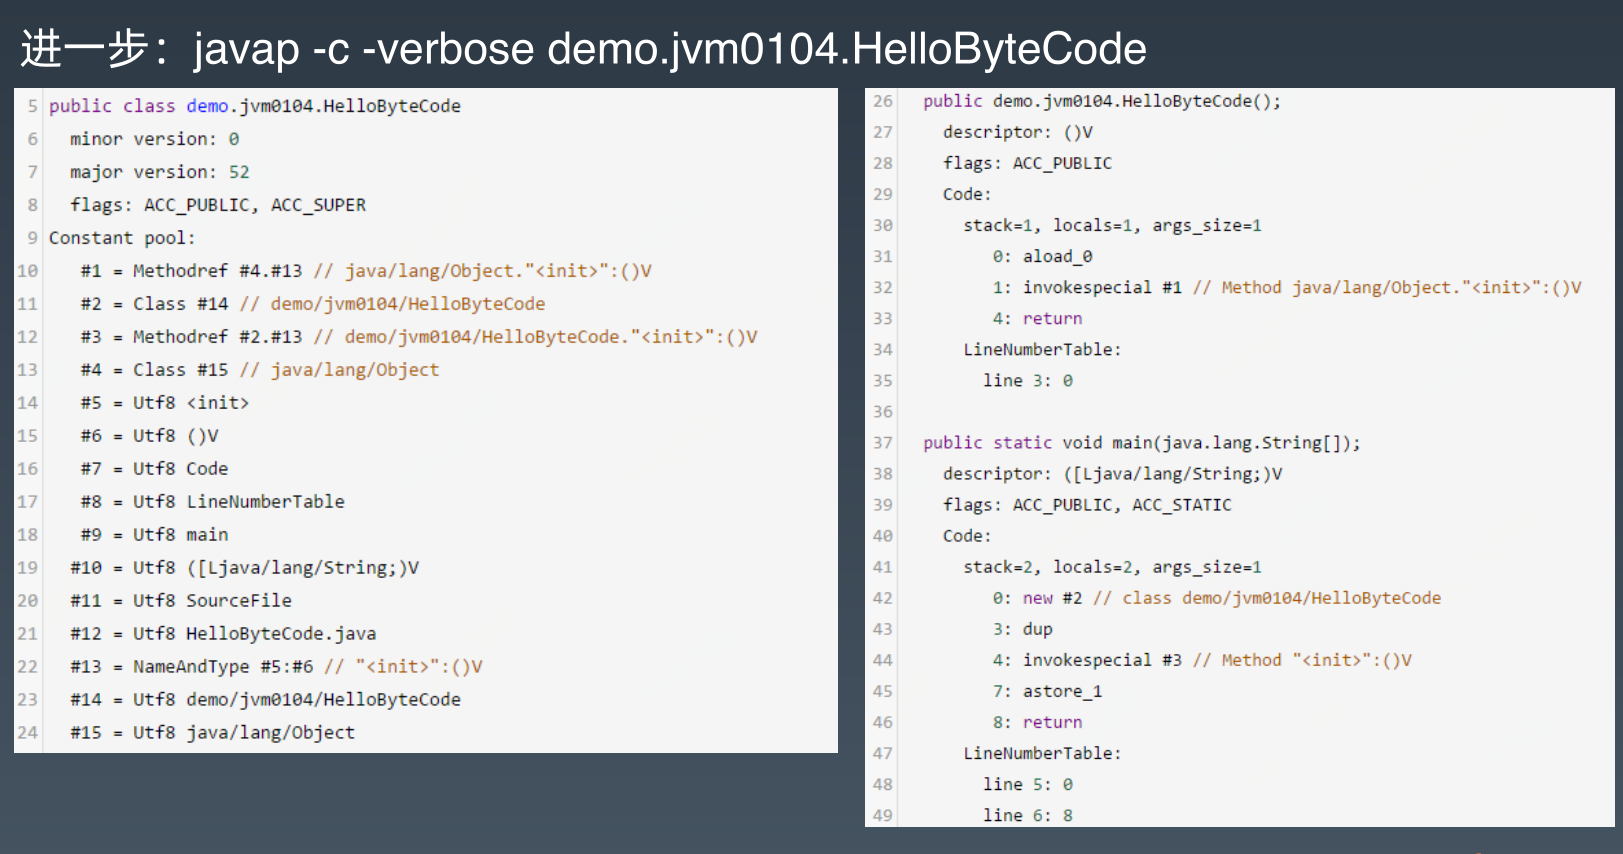 进一步：javap -c -verbose demo.jvm0104.HelloByteCode
5 public class demo.jvm0104.HelloByteCode
6 minor version: 0
7 major version: 52
8 flags: ACC_PUBLIC, ACC_SUPER
9 Constant pool:
10 #1 = Methodref #4.#13 // java/lang/Object."<init>":()V
11 #2 = Class #14 // demo/jvm0104/HelloByteCode
12 #3 = Methodref #2.#13 // demo/jvm0104/HelloByteCode."<init>":()V
13 #4 = Class #15 // java/lang/Object
14 #5 = Utf8 <init>
15 #6 = Utf8 ()V
16 #7 = Utf8 Code
17 #8 = Utf8 LineNumberTable
18 #9 = Utf8 main
19 #10 = Utf8 ([Ljava/lang/String;)V
20 #11 = Utf8 SourceFile
21 #12 = Utf8 HelloByteCode.java
22 #13 = NameAndType #5:#6 // "<init>":()V
23 #14 = Utf8 demo/jvm0104/HelloByteCode
24 #15 = Utf8 java/lang/Object
26 public demo.jvm0104.HelloByteCode();
27 descriptor: ()V
28 flags: ACC_PUBLIC
29 Code:
30 stack=1, locals=1, args_size=1
31 0: aload_0
32 1: invokespecial #1 // Method java/lang/Object."<init>":()V
33 4: return
34 LineNumberTable:
35 line 3: 0
36
37 public static void main(java.lang.String[]);
38 descriptor: ([Ljava/lang/String;)V
39 flags: ACC_PUBLIC, ACC_STATIC
40 Code:
41 stack=2, locals=2, args_size=1
42 0: new #2 // class demo/jvm0104/HelloByteCode
43 3: dup
44 4: invokespecial #3 // Method "<init>":()V
45 7: astore_1
46 8: return
47 LineNumberTable:
48 line 5: 0
49 line 6: 8